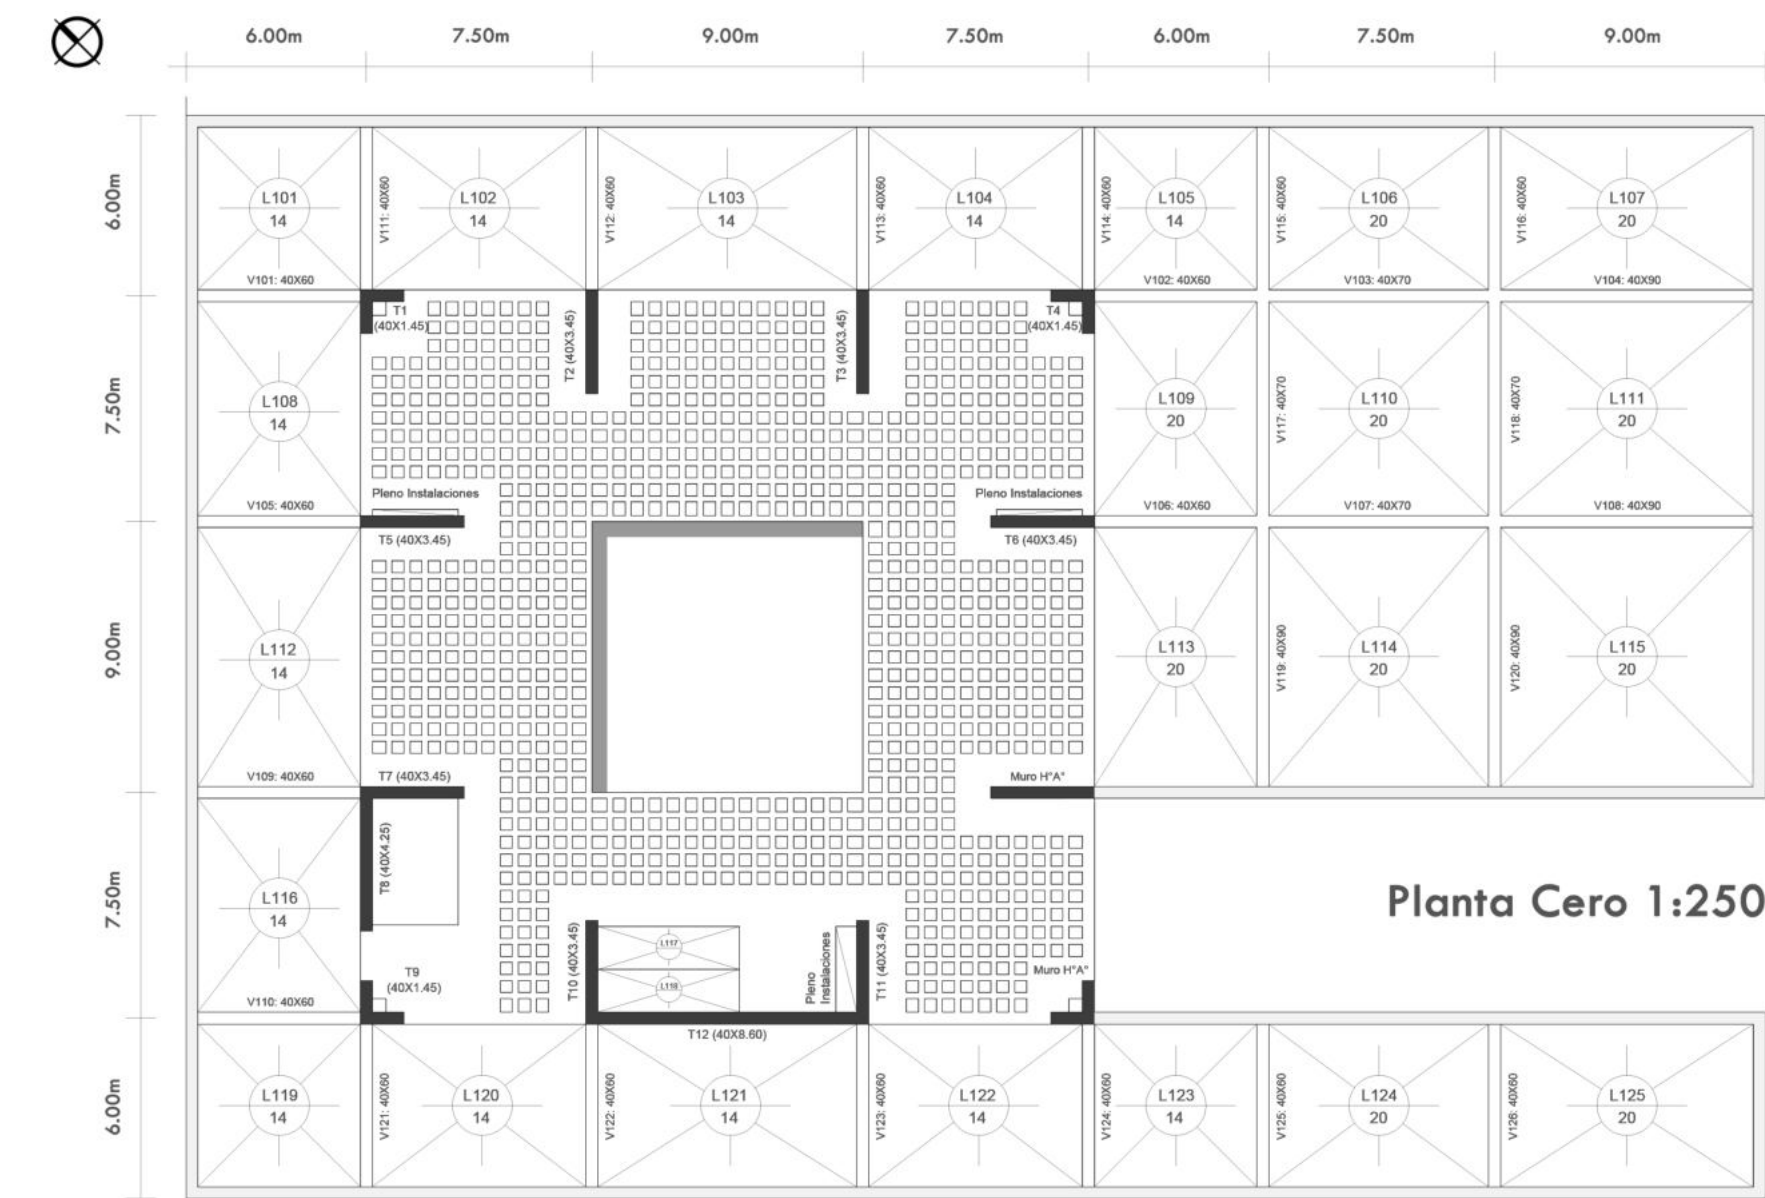 6.00m 7.50m 9.00m 7.50m 6.00m 7.50m 9.00m
6.00m
L101
14
V111: 40X60
L102
14
V112: 40X60
L103
14
V113: 40X60
L104
14
V114: 40X60
L105
14
V115: 40X60
L106
20
V116: 40X60
L107
20
V101: 40X60
V102: 40X60
V103: 40X70
V104: 40X90
T1
(40X1.45)
T2 (40X3.45)
T3 (40X3.45)
T4
(40X1.45)
7.50m
L108
14
L109
20
V117: 40X70
L110
20
V118: 40X70
L111
20
Pleno Instalaciones
Pleno Instalaciones
V105: 40X60
V106: 40X60
V107: 40X70
V108: 40X90
T5 (40X3.45)
T6 (40X3.45)
9.00m
L112
14
L113
20
V119: 40X90
L114
20
V120: 40X90
L115
20
V109: 40X60
T7 (40X3.45)
Muro H°A°
7.50m
T8 (40X4.25)
L116
14
Planta Cero 1:250
L117
L118
T9
(40X1.45)
T10 (40X3.45)
Pleno
Instalaciones
T11 (40X3.45)
Muro H°A°
V110: 40X60
T12 (40X8.60)
6.00m
L119
14
V121: 40X60
L120
14
V122: 40X60
L121
14
V123: 40X60
L122
14
V124: 40X60
L123
14
V125: 40X60
L124
20
V126: 40X60
L125
20